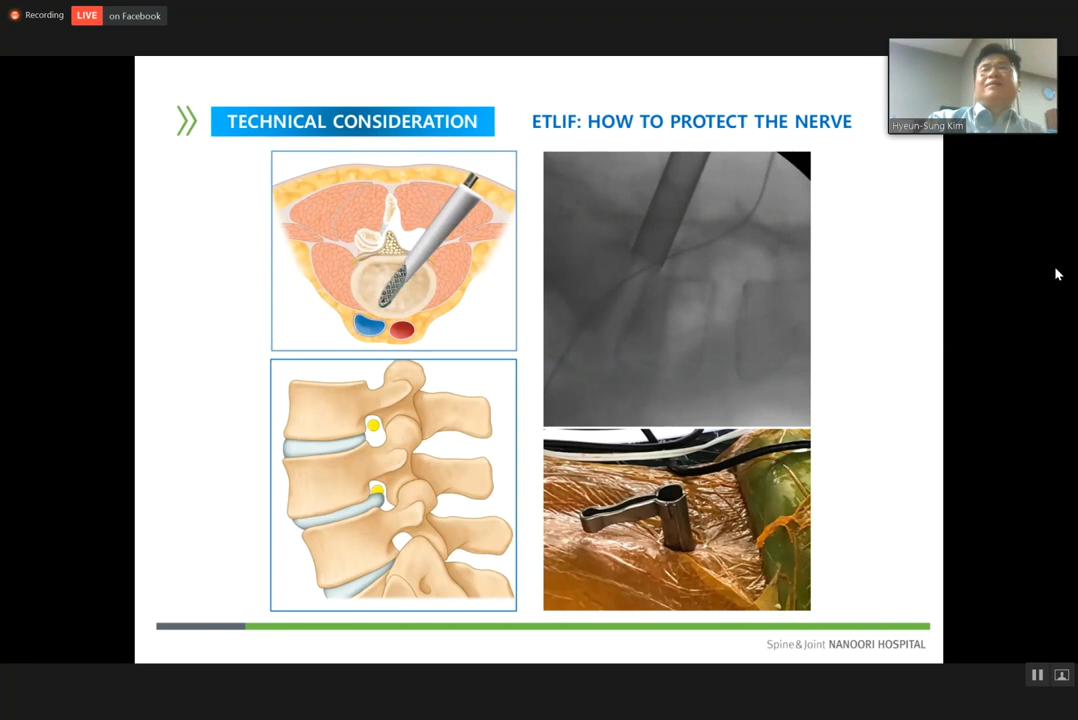 Recording
LIVE on Facebook
TECHNICAL CONSIDERATION
ETLIF: HOW TO PROTECT THE NERVE
Hyeun-Sung Kim
Spine&Joint NANOORI HOSPITAL